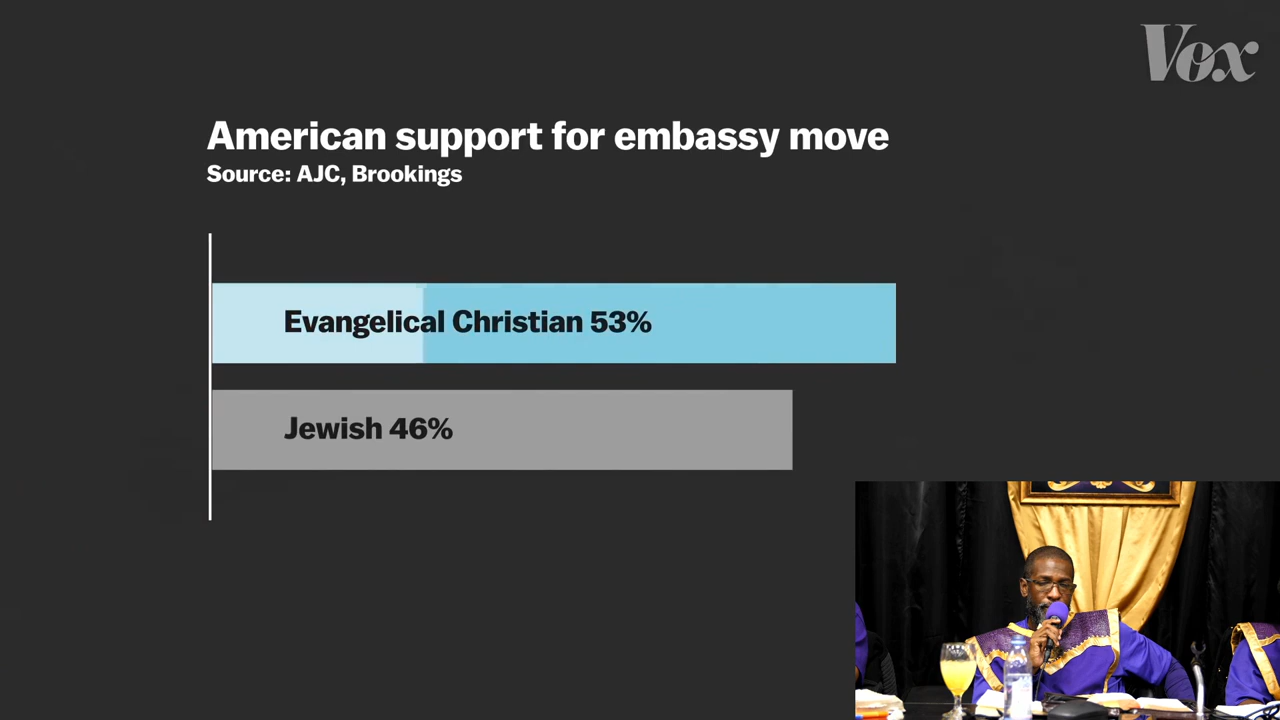 Vox
American support for embassy move
Source: AJC, Brookings
Evangelical Christian 53%
Jewish 46%